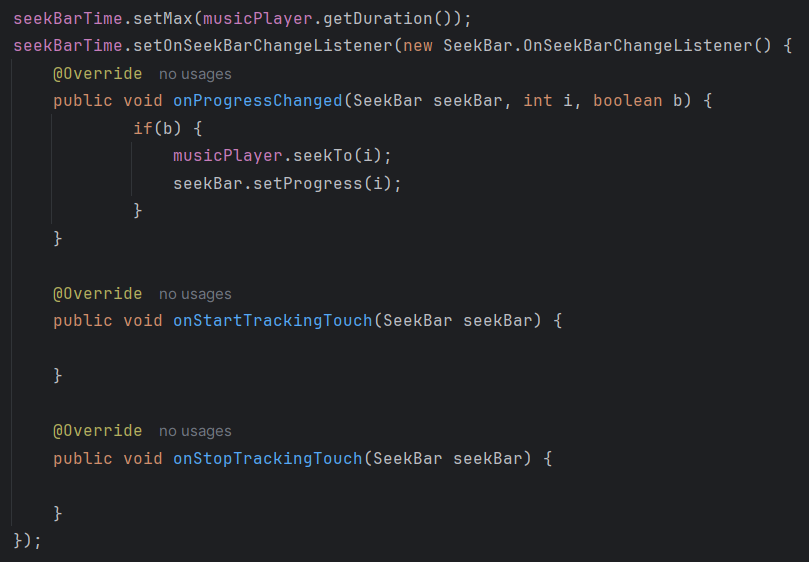 seekBarTime.setMax(musicPlayer.getDuration());
seekBarTime.setOnSeekBarChangeListener(new SeekBar.OnSeekBarChangeListener() {
    @Override no usages
    public void onProgressChanged(SeekBar seekBar, int i, boolean b) {
            if(b) {
                musicPlayer.seekTo(i);
                seekBar.setProgress(i);
            }
    }

    @Override no usages
    public void onStartTrackingTouch(SeekBar seekBar) {

    }

    @Override no usages
    public void onStopTrackingTouch(SeekBar seekBar) {

    }
});